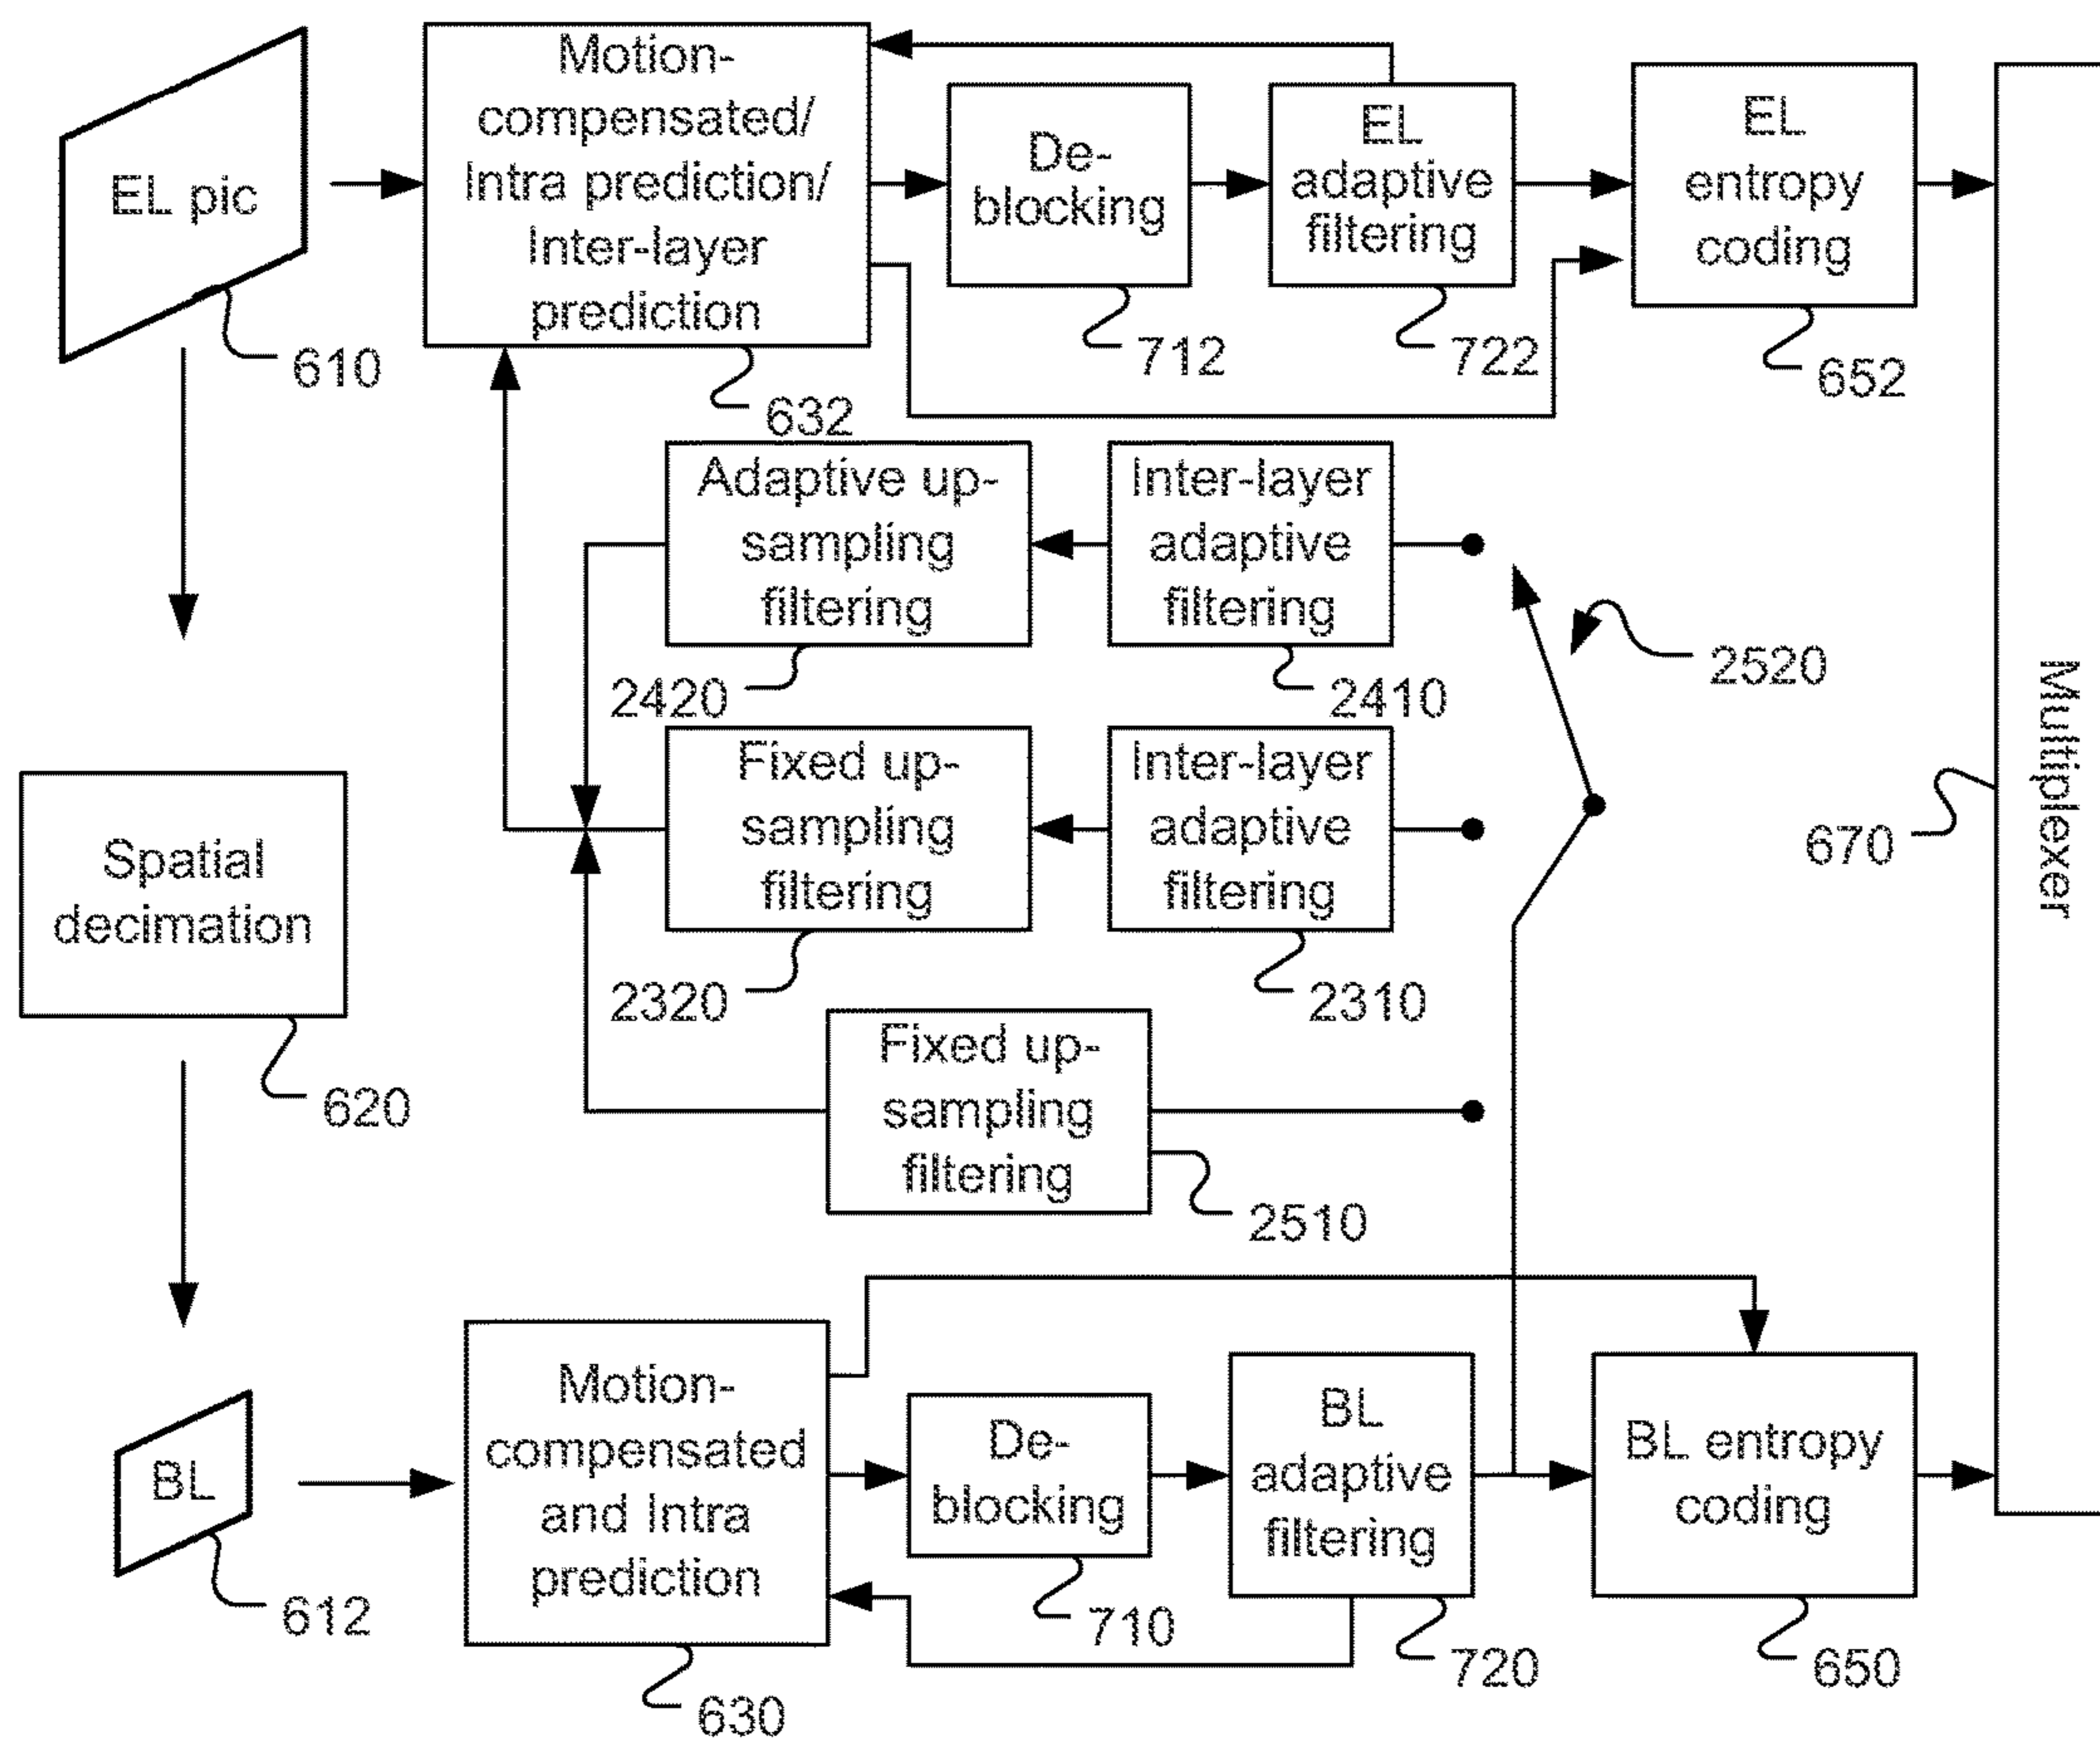 EL pic
610
Motion-
compensated/
Intra prediction/
Inter-layer
prediction
632
De-
blocking
712
EL
adaptive
filtering
722
EL
entropy
coding
652
Adaptive up-
sampling
filtering
2420
Inter-layer
adaptive
filtering
2410
2520
Multiplexer
670
Fixed up-
sampling
filtering
2320
Inter-layer
adaptive
filtering
2310
Spatial
decimation
620
Fixed up-
sampling
filtering
2510
BL
612
Motion-
compensated
and Intra
prediction
630
De-
blocking
710
BL
adaptive
filtering
720
BL entropy
coding
650